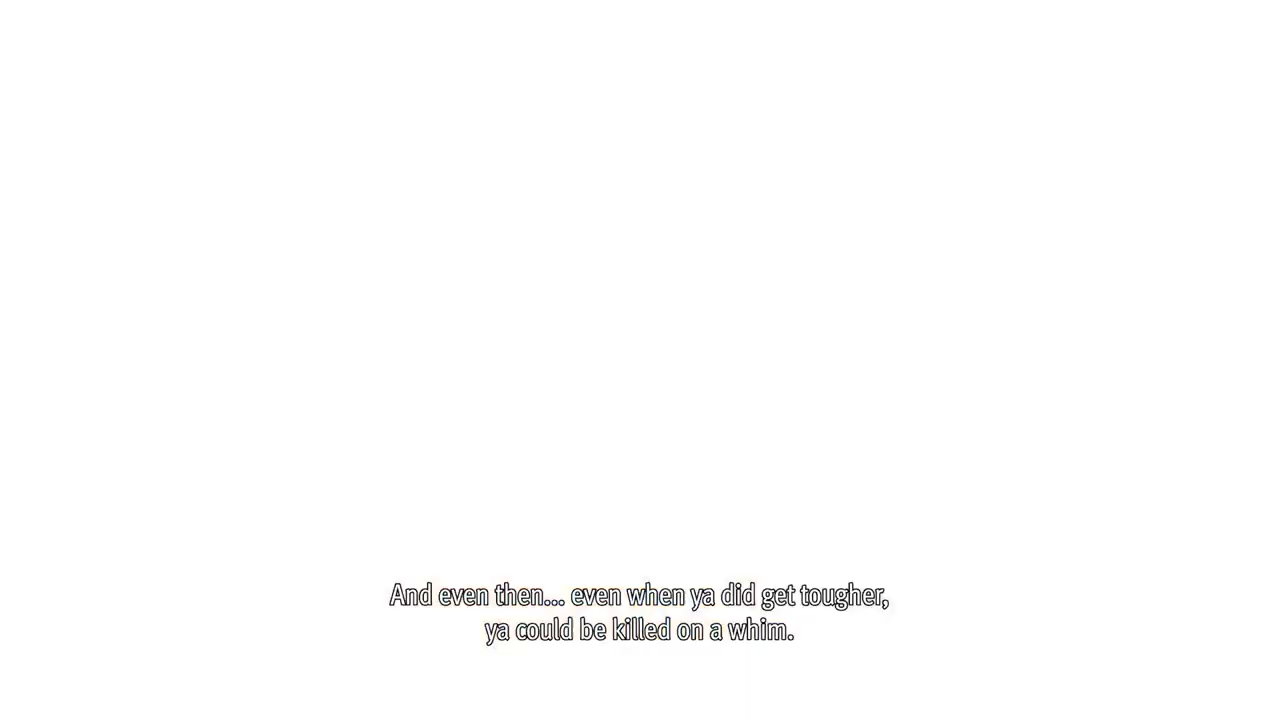 And even then... even when ya did get tougher,
ya could be killed on a whim.